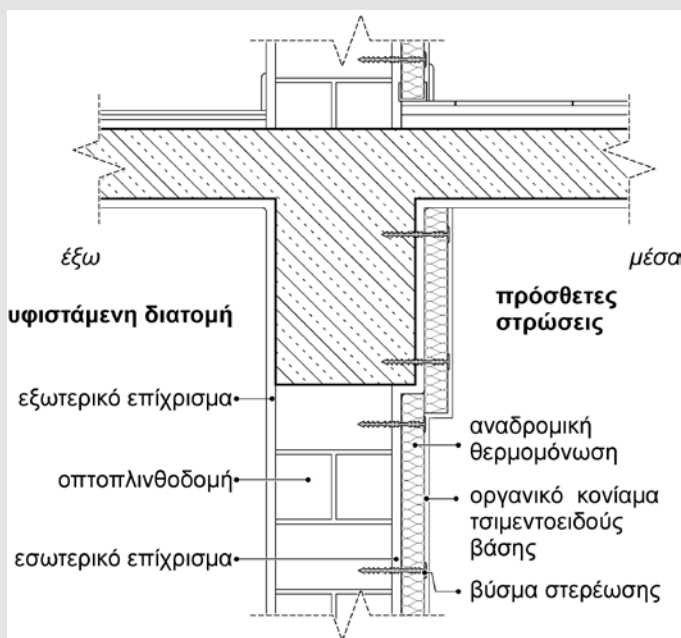 έξω
μέσα
υφιστάμενη διατομή
πρόσθετες
στρώσεις
εξωτερικό επίχρισμα
οπτοπλινθοδομή
εσωτερικό επίχρισμα
αναδρομική
θερμομόνωση
οργανικό κονίαμα
τσιμεντοειδούς
βάσης
βύσμα στερέωσης